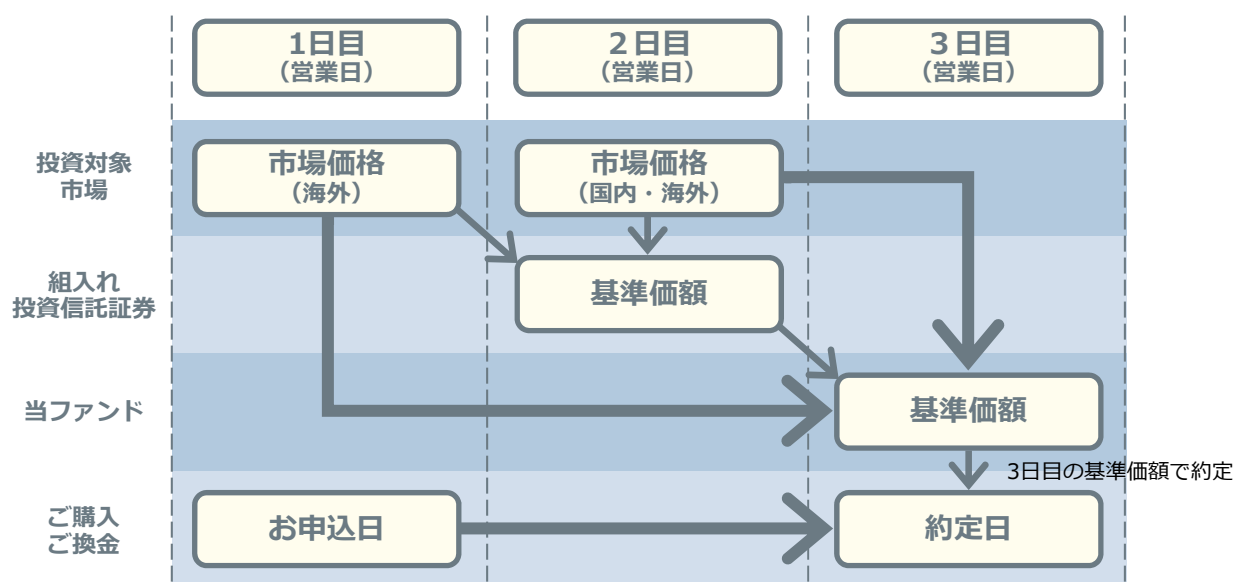 1日目
（営業日）
２日目
（営業日）
３日目
（営業日）
投資対象
市場
市場価格
（海外）
市場価格
（国内・海外）
組入れ
投資信託証券
基準価額
当ファンド
基準価額
3日目の基準価額で約定
ご購入
ご換金
お申込日
約定日